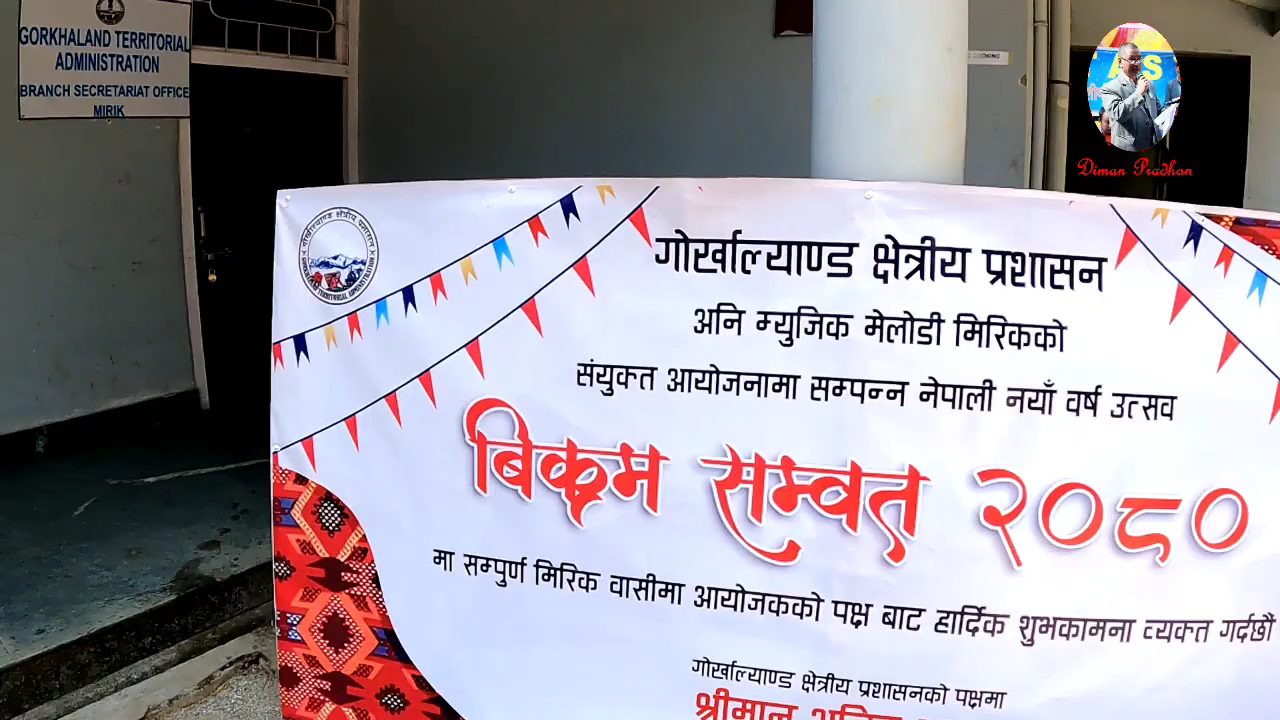 GORKHALAND TERRITORIAL
ADMINISTRATION
BRANCH SECRETARIAT OFFICE
MIRIK
Diman Pradhan
गोर्खाल्याण्ड क्षेत्रीय प्रशासन
अनि म्युजिक मेलोडी मिरिकको
संयुक्त आयोजनामा सम्पन्न नेपाली नयाँ वर्ष उत्सव
बिक्रम सम्वत २०८०
मा सम्पुर्ण मिरिक वासीमा आयोजकको पक्ष बाट हार्दिक शुभकामना व्यक्त गर्दछौं
गोर्खाल्याण्ड क्षेत्रीय प्रशासनको पक्षमा
श्रीमान